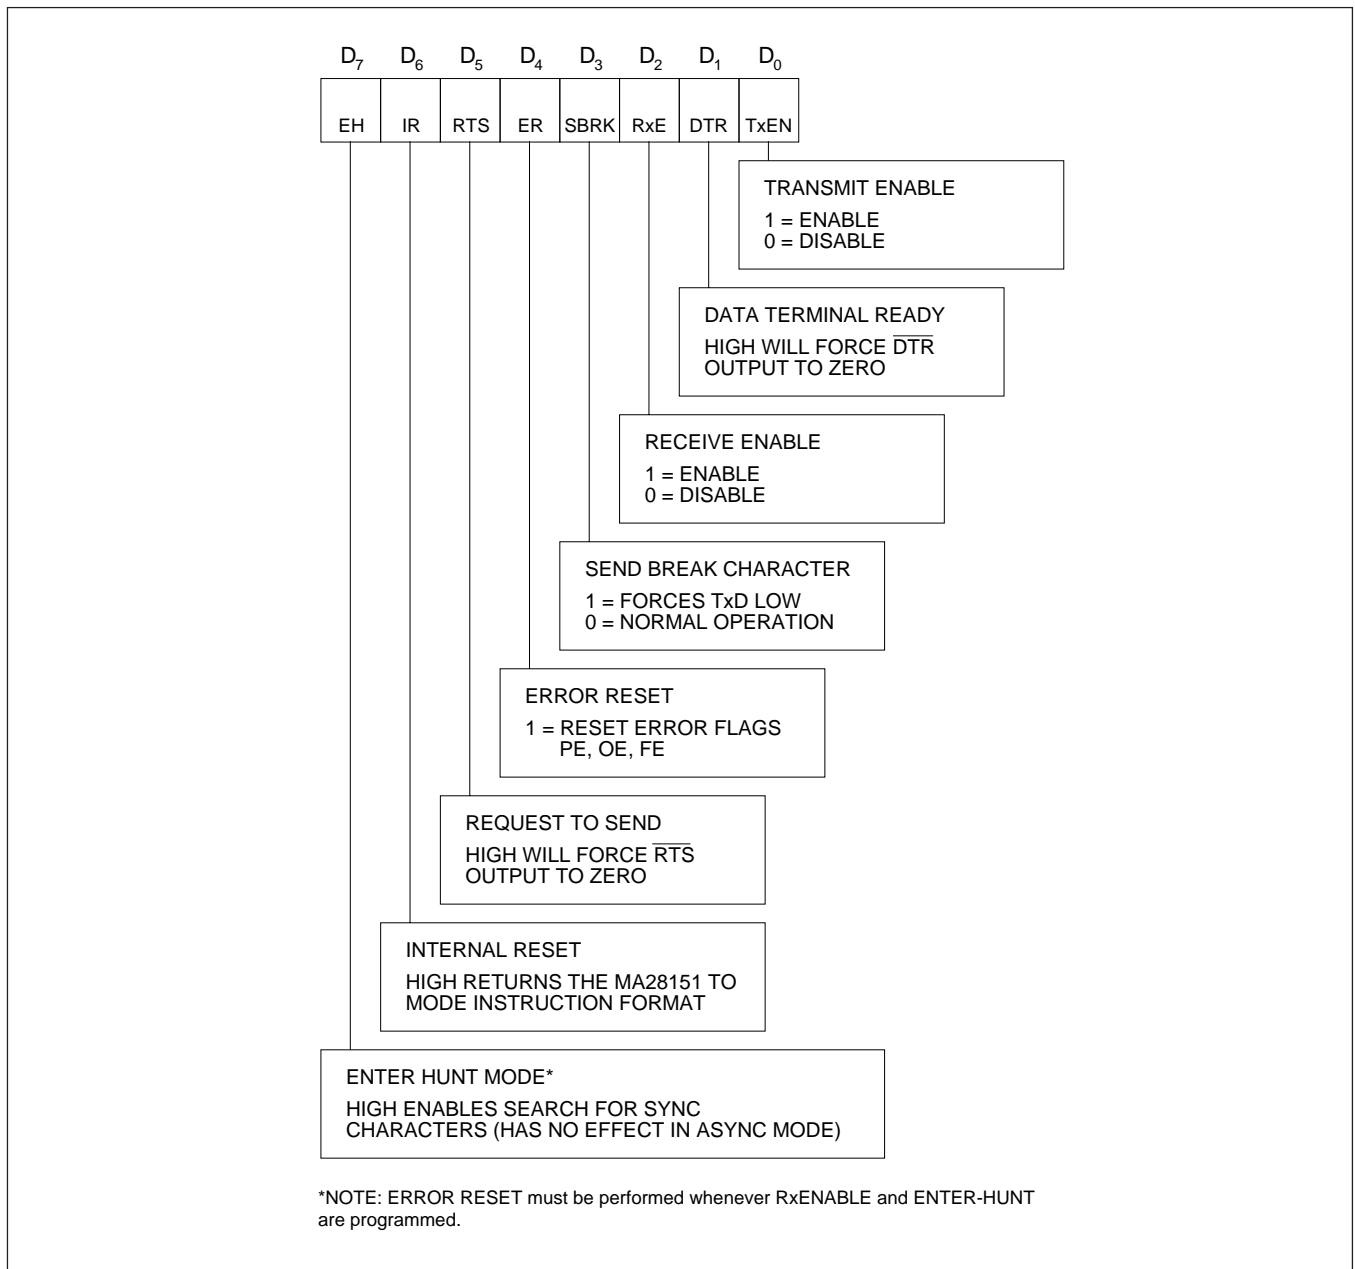 D7 D6 D5 D4 D3 D2 D1 D0
EH IR RTS ER SBRK RxE DTR TxEN
TRANSMIT ENABLE
1 = ENABLE
0 = DISABLE
DATA TERMINAL READY
HIGH WILL FORCE D̅T̅R̅
OUTPUT TO ZERO
RECEIVE ENABLE
1 = ENABLE
0 = DISABLE
SEND BREAK CHARACTER
1 = FORCES TxD LOW
0 = NORMAL OPERATION
ERROR RESET
1 = RESET ERROR FLAGS
PE, OE, FE
REQUEST TO SEND
HIGH WILL FORCE R̅T̅S̅
OUTPUT TO ZERO
INTERNAL RESET
HIGH RETURNS THE MA28151 TO
MODE INSTRUCTION FORMAT
ENTER HUNT MODE*
HIGH ENABLES SEARCH FOR SYNC
CHARACTERS (HAS NO EFFECT IN ASYNC MODE)
*NOTE: ERROR RESET must be performed whenever RxENABLE and ENTER-HUNT
are programmed.